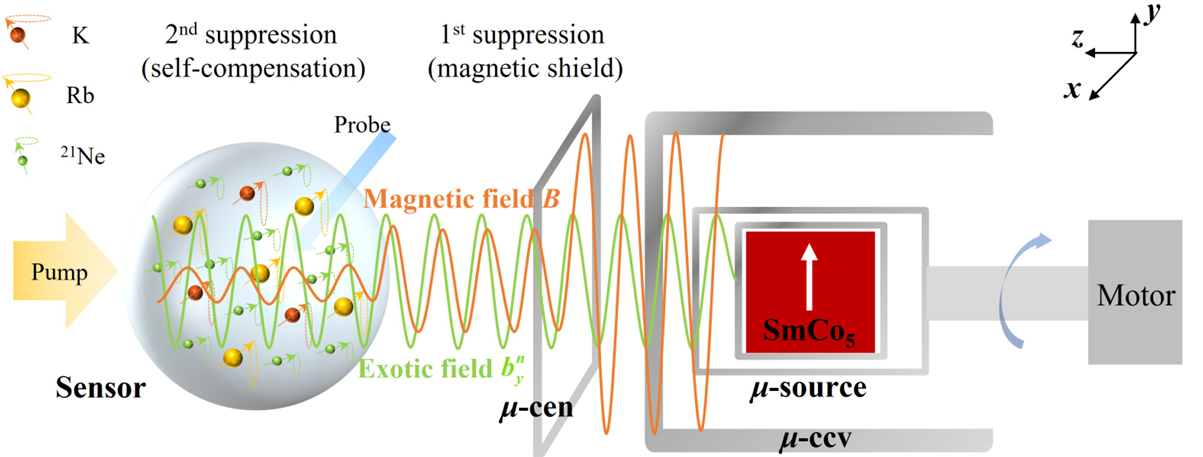 K
Rb
²¹Ne
2ⁿᵈ suppression
(self-compensation)
1ˢᵗ suppression
(magnetic shield)
y
z
x
Probe
Magnetic field B
Pump
SmCo₅
Motor
Exotic field bₙʸ
Sensor
μ-cen
μ-source
μ-ccv